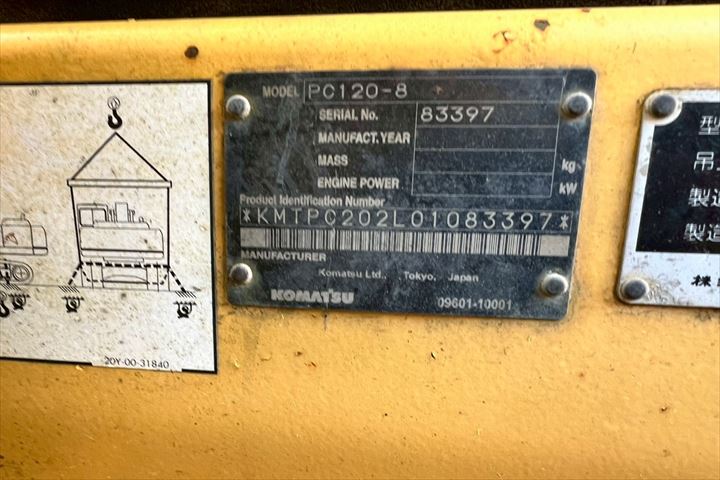 MODEL PC120-8
SERIAL No. 83397
MANUFACT. YEAR
MASS kg
ENGINE POWER kW
Product Identification Number
*KMTPC202L01083397*
MANUFACTURER
Komatsu Ltd., Tokyo, Japan
KOMATSU 09601-10001
20Y-00-31840
型
吊
製造
製造
株